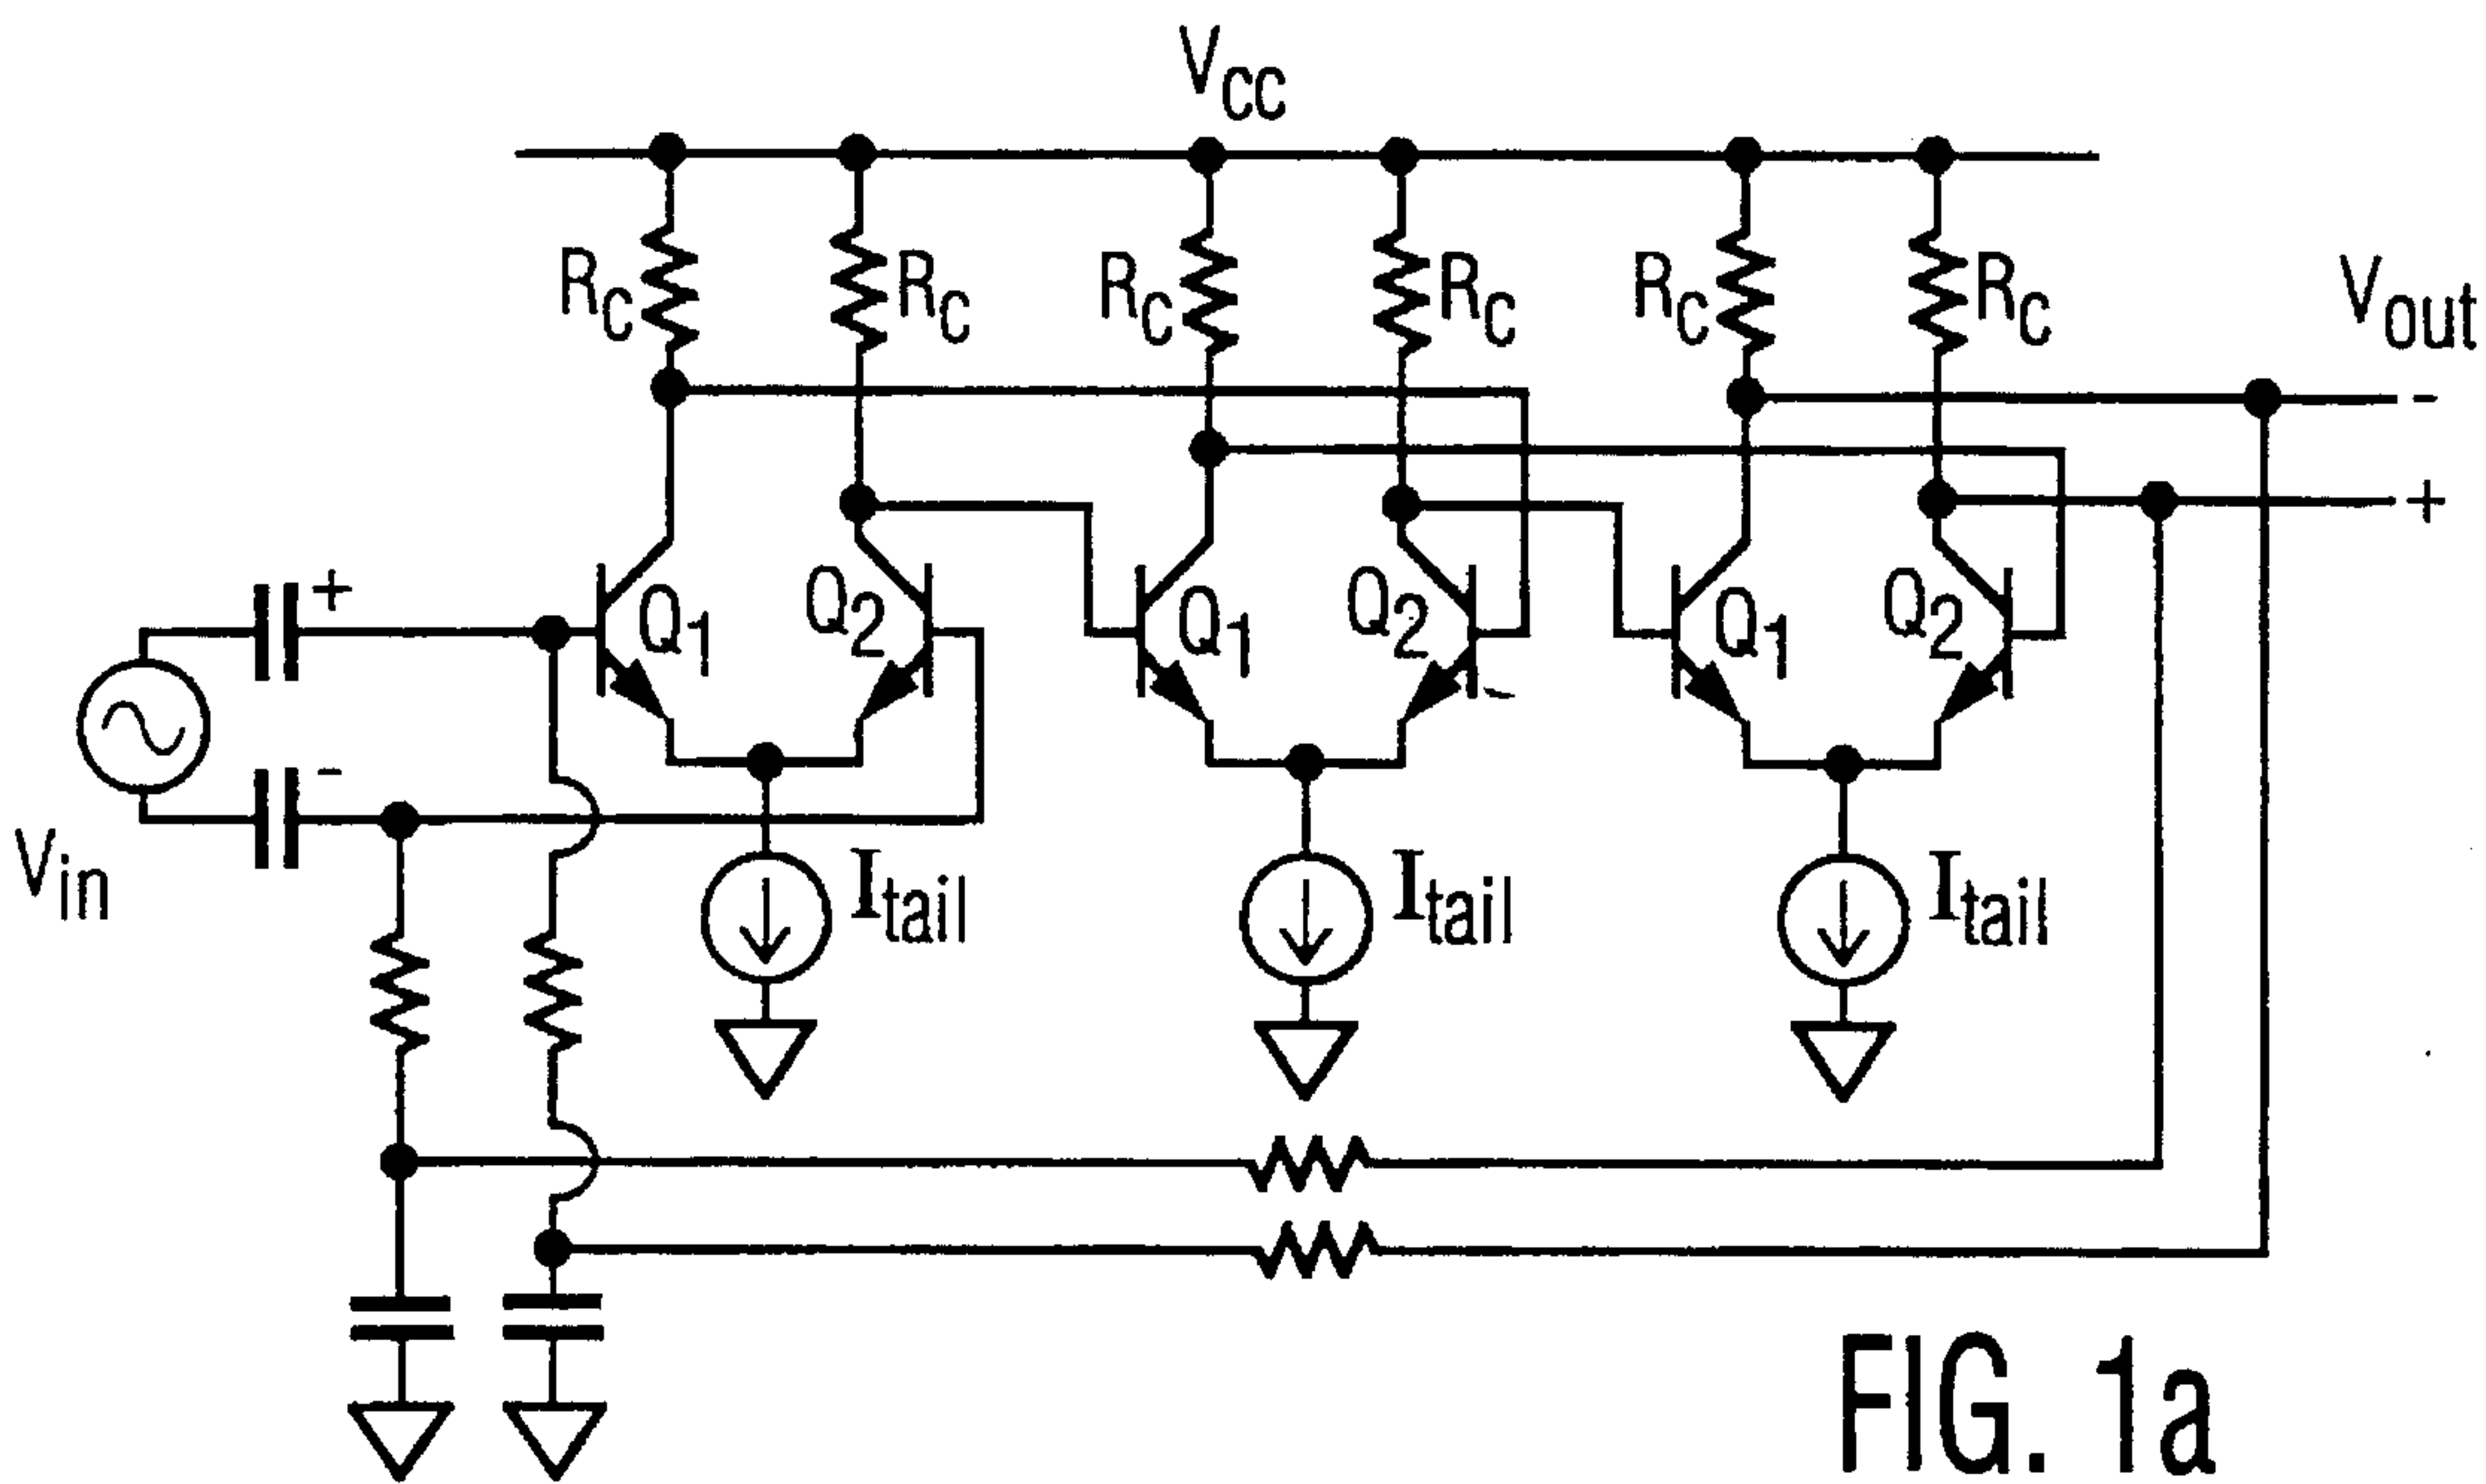 VCC
RC RC RC RC RC RC
Vout
-
+
+
Q1 Q2 Q1 Q2 Q1 Q2
-
Vin
Itail Itail Itail
FIG. 1a